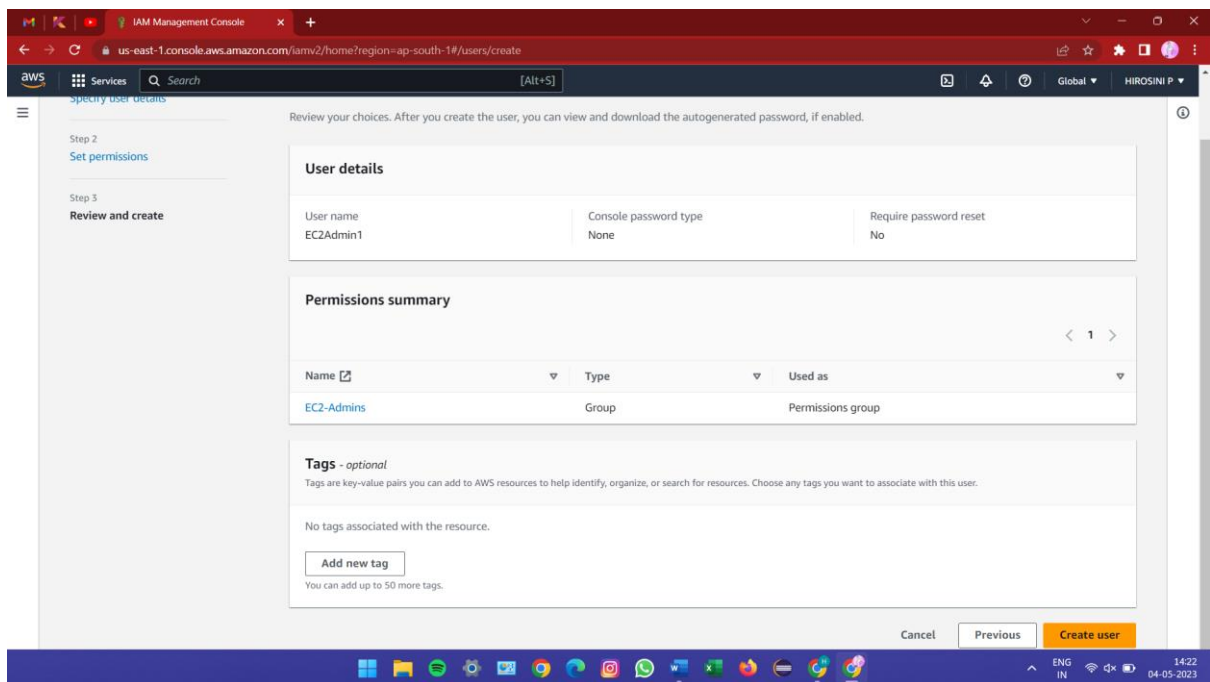 IAM Management Console
us-east-1.console.aws.amazon.com/iamv2/home?region=ap-south-1#/users/create
aws Services Search [Alt+S] Global HIROSINI P
Specify user details
Step 2
Set permissions
Step 3
Review and create
Review your choices. After you create the user, you can view and download the autogenerated password, if enabled.
User details
User name Console password type Require password reset
EC2Admin1 None No
Permissions summary
1
Name Type Used as
EC2-Admins Group Permissions group
Tags - optional
Tags are key-value pairs you can add to AWS resources to help identify, organize, or search for resources. Choose any tags you want to associate with this user.
No tags associated with the resource.
Add new tag
You can add up to 50 more tags.
Cancel Previous Create user
ENG 14:22
IN 04-05-2023